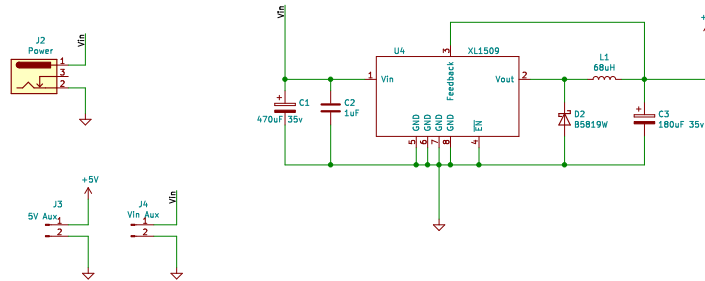 J2
Power
1
3
2
Vin
Vin
+
C1
470uF 35v
C2
1uF
U4
XL1509
1
Vin
3
Feedback
Vout
2
GND
GND
GND
GND
EN
5
6
7
8
4
L1
68uH
D2
B5819W
+
C3
180uF 35v
+
+5V
J3
5V Aux
1
2
J4
Vin Aux
1
2
Vin